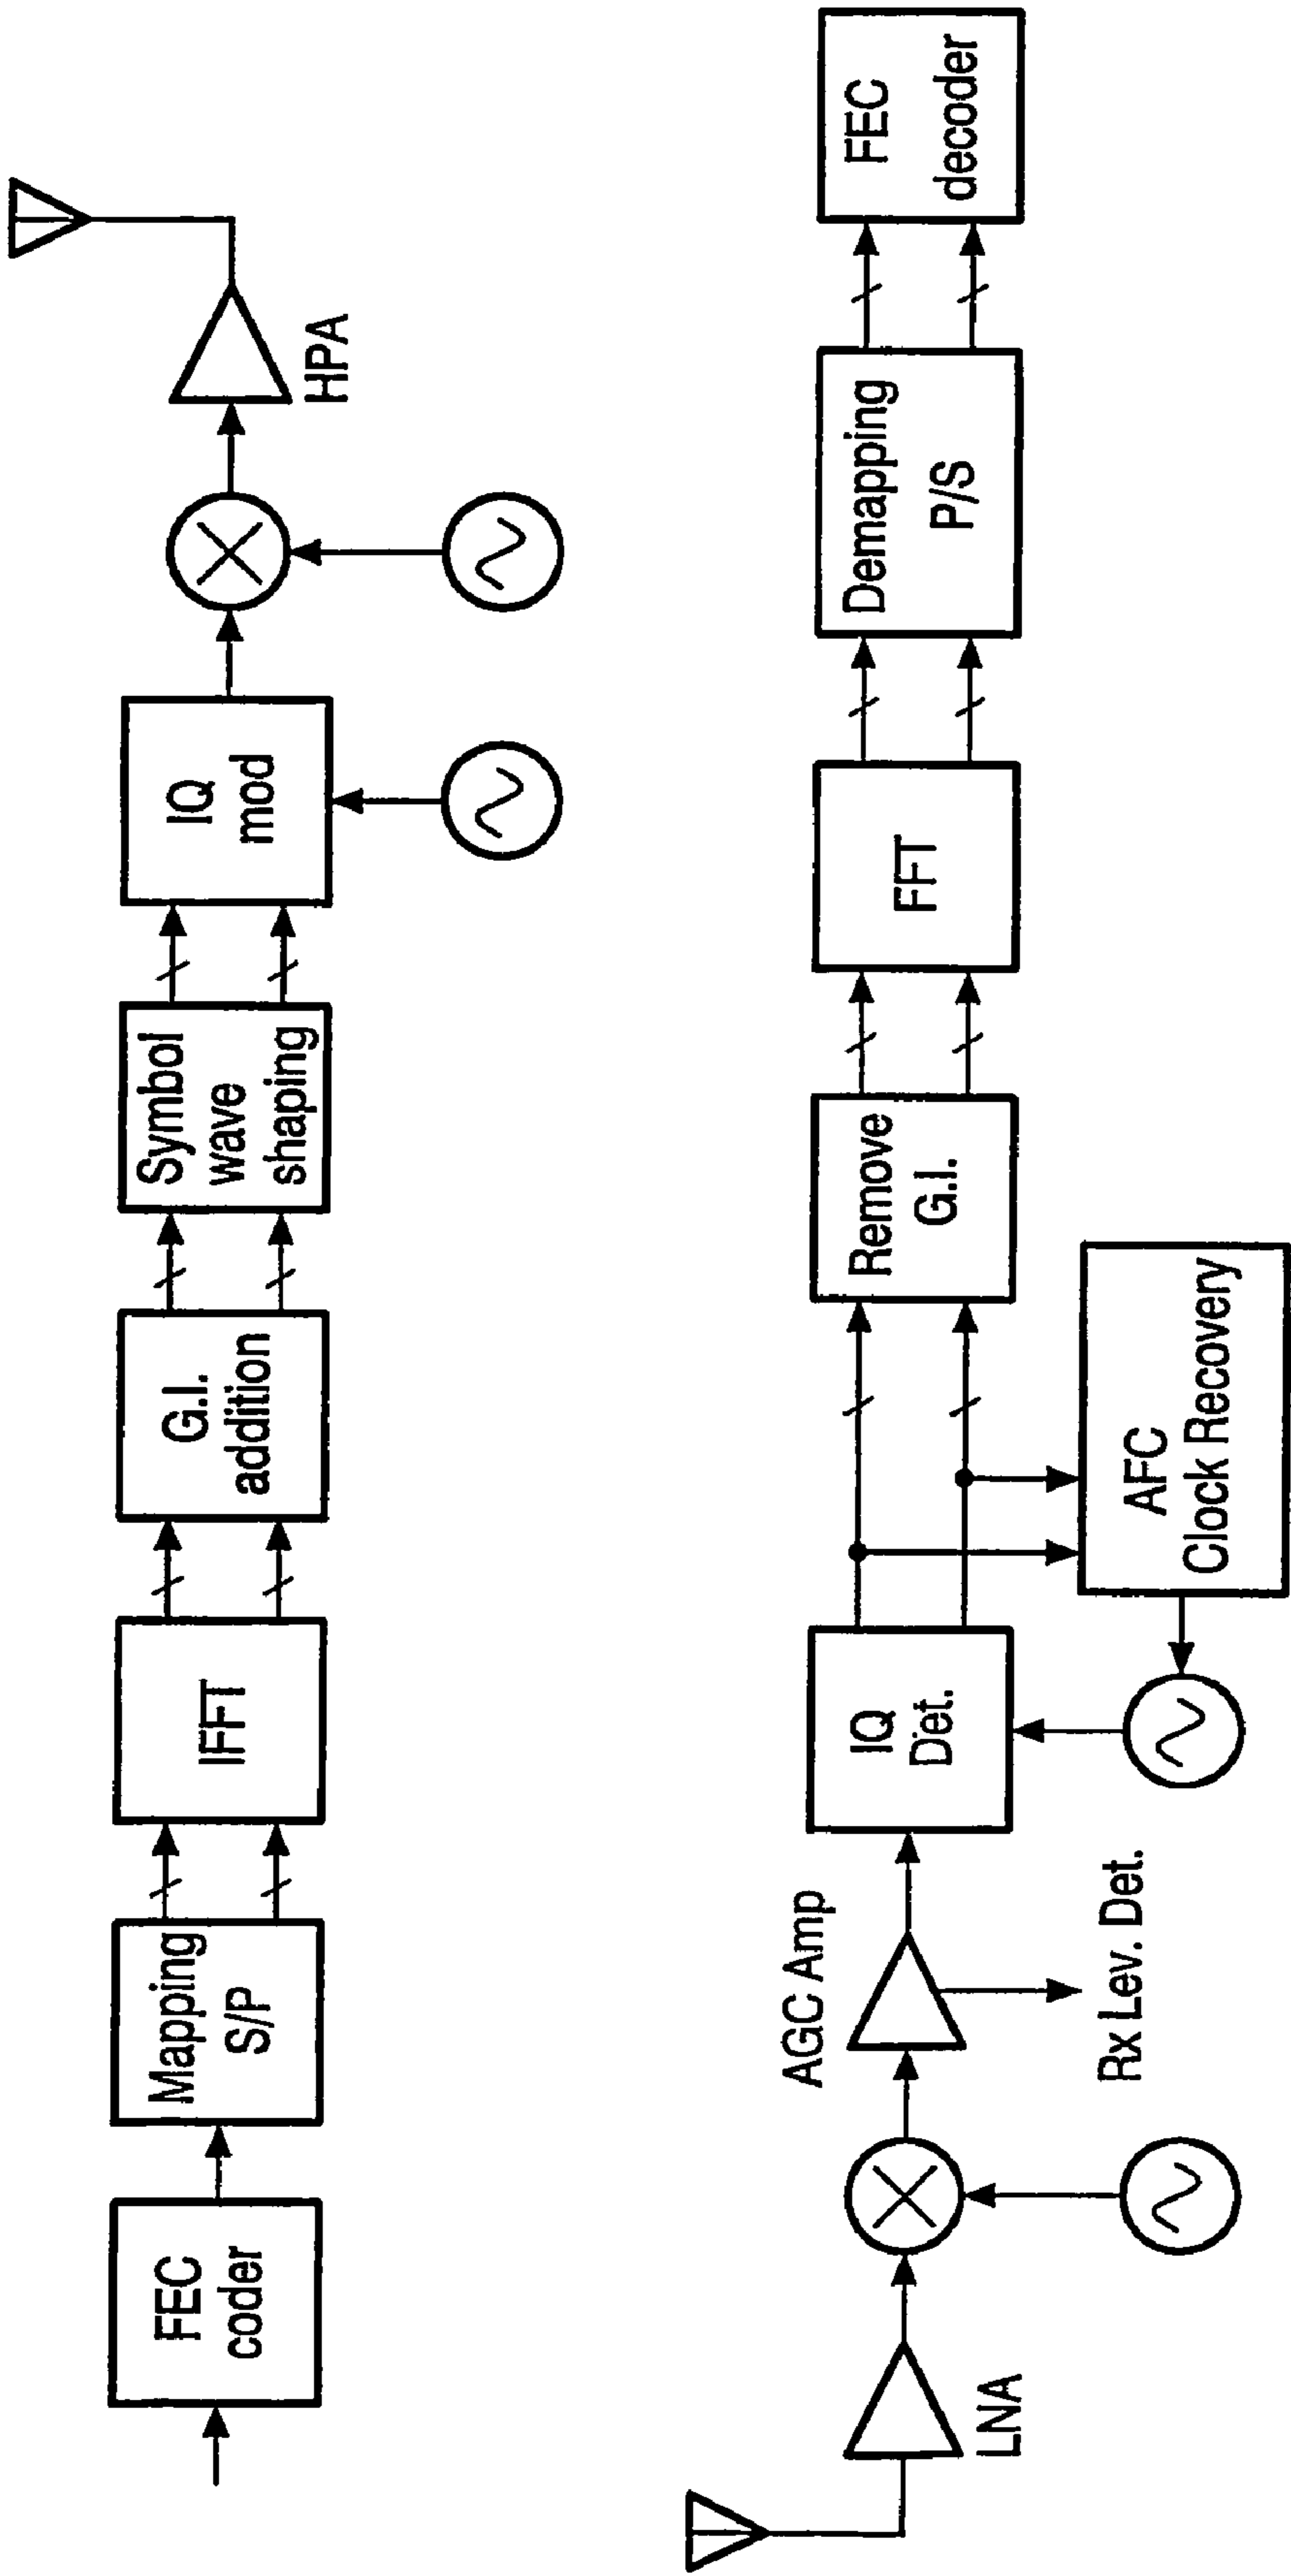 FEC
coder
Mapping
S/P
IFFT
G.I.
addition
Symbol
wave
shaping
IQ
mod
HPA
LNA
AGC Amp
Rx Lev. Det.
IQ
Det.
AFC
Clock Recovery
Remove
G.I.
FFT
Demapping
P/S
FEC
decoder